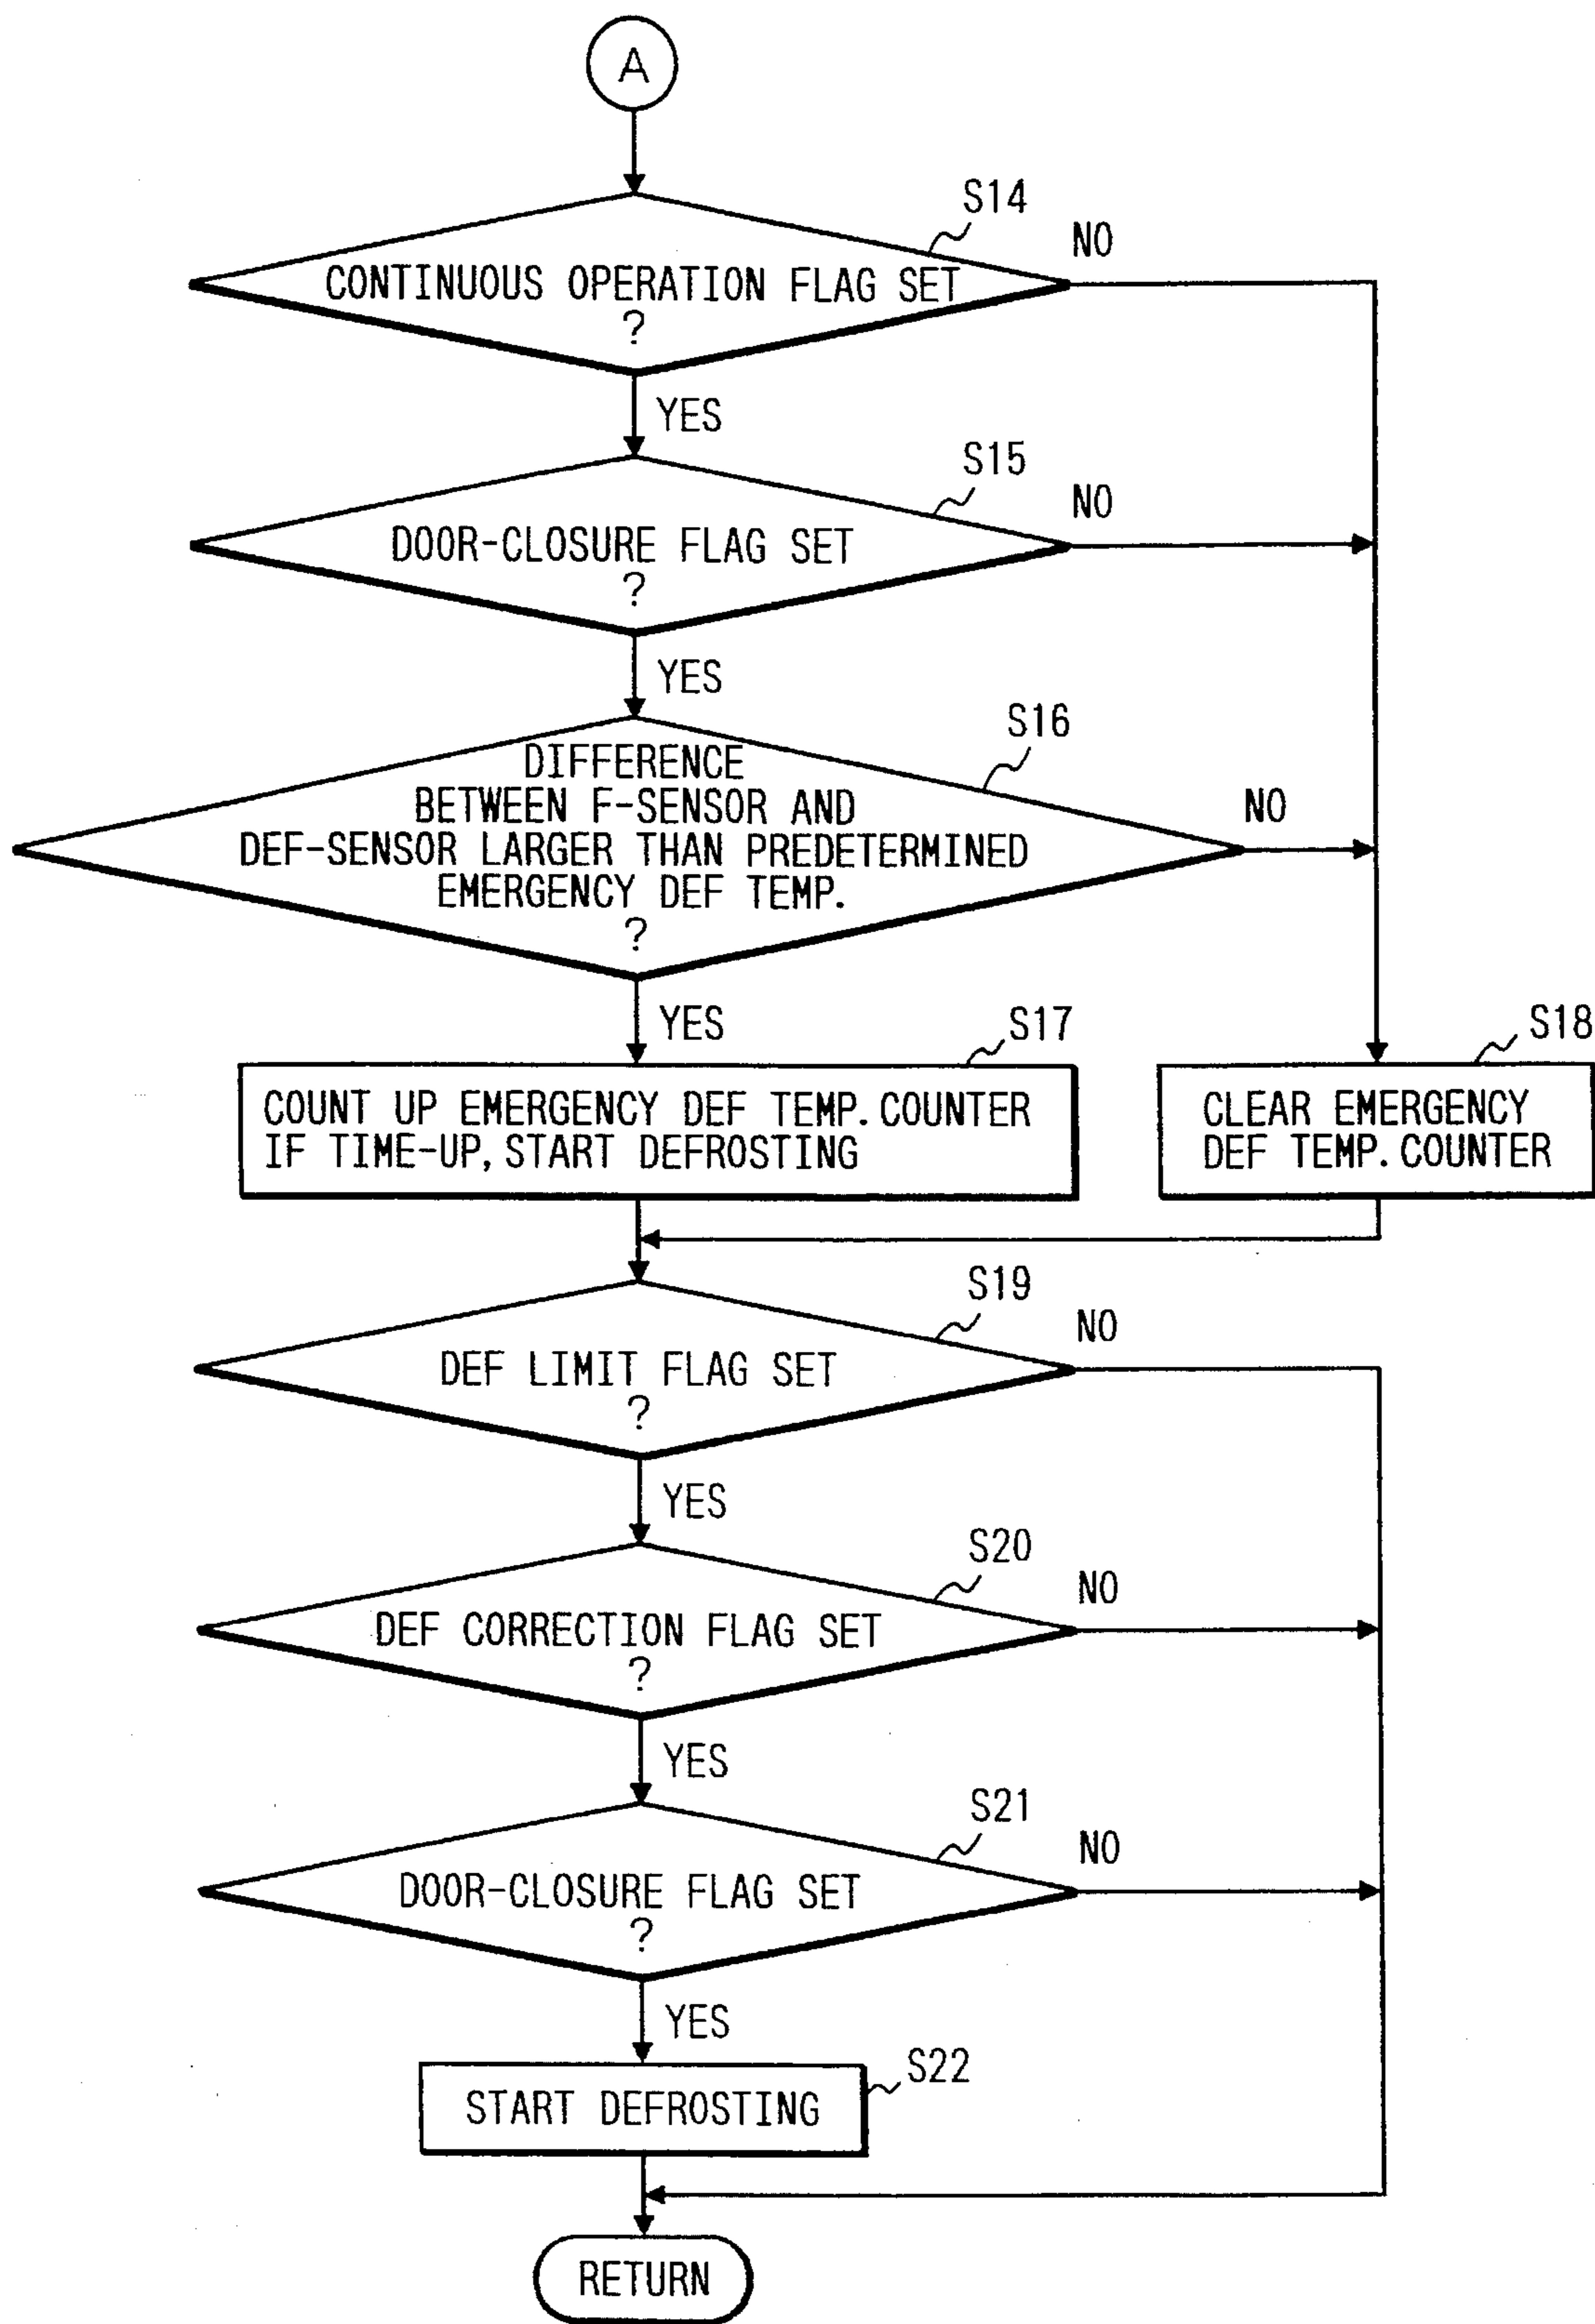 A
S14
NO
CONTINUOUS OPERATION FLAG SET
?
YES
S15
NO
DOOR-CLOSURE FLAG SET
?
YES
S16
DIFFERENCE
BETWEEN F-SENSOR AND
NO
DEF-SENSOR LARGER THAN PREDETERMINED
EMERGENCY DEF TEMP.
?
YES
S17
S18
COUNT UP EMERGENCY DEF TEMP. COUNTER
IF TIME-UP, START DEFROSTING
CLEAR EMERGENCY
DEF TEMP. COUNTER
S19
NO
DEF LIMIT FLAG SET
?
YES
S20
NO
DEF CORRECTION FLAG SET
?
YES
S21
NO
DOOR-CLOSURE FLAG SET
?
YES
S22
START DEFROSTING
RETURN